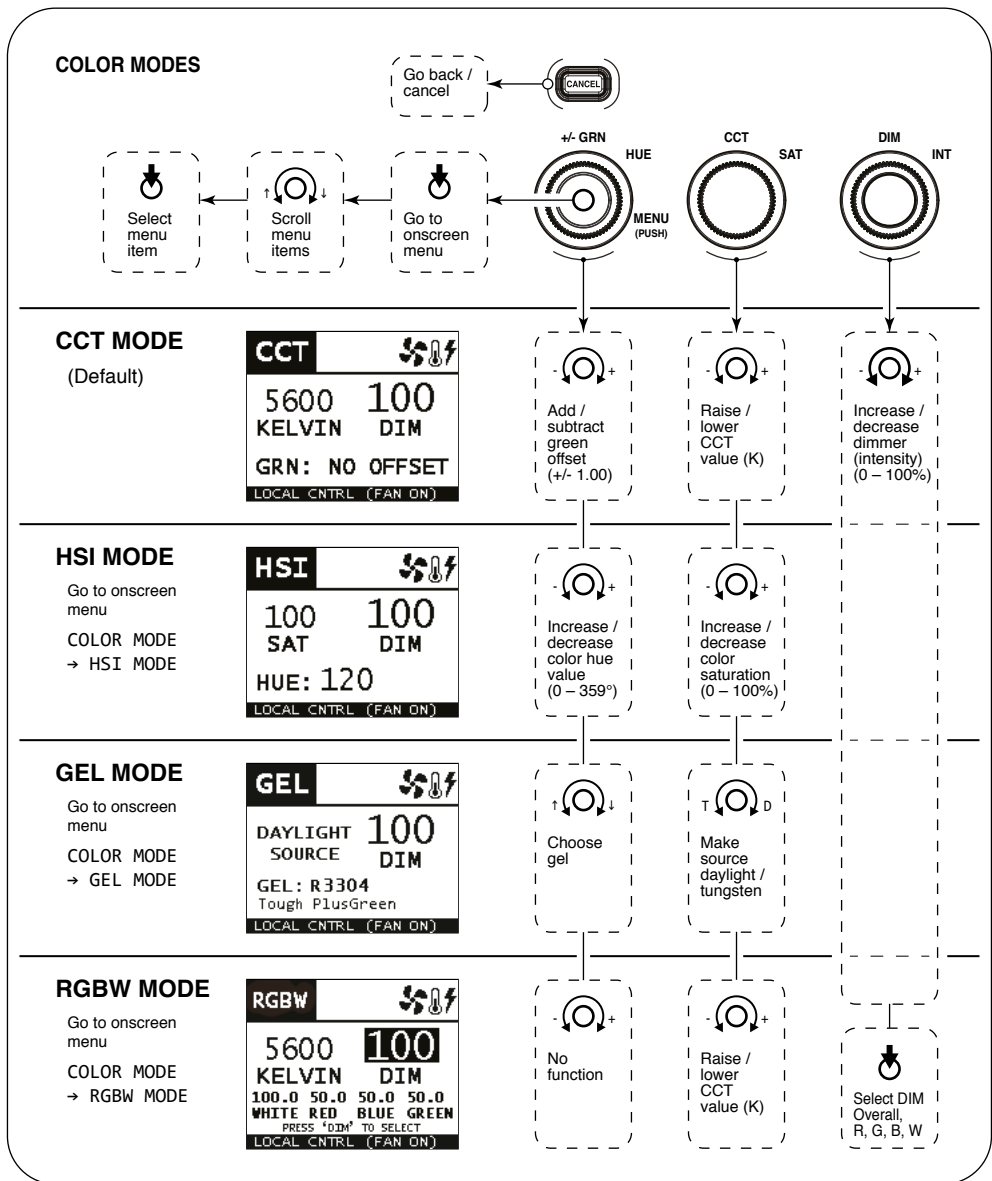 COLOR MODES
Go back /
cancel
CANCEL
+/- GRN
HUE
MENU
(PUSH)
CCT
SAT
DIM
INT
Select
menu
item
↑ ↓
Scroll
menu
items
Go to
onscreen
menu
CCT MODE
(Default)
CCT
5600 100
KELVIN DIM
GRN: NO OFFSET
LOCAL CNTRL (FAN ON)
- +
Add /
subtract
green
offset
(+/- 1.00)
- +
Raise /
lower
CCT
value (K)
- +
Increase /
decrease
dimmer
(intensity)
(0 – 100%)
HSI MODE
Go to onscreen
menu
COLOR MODE
→ HSI MODE
HSI
100 100
SAT DIM
HUE: 120
LOCAL CNTRL (FAN ON)
- +
Increase /
decrease
color hue
value
(0 – 359°)
- +
Increase /
decrease
color
saturation
(0 – 100%)
GEL MODE
Go to onscreen
menu
COLOR MODE
→ GEL MODE
GEL
DAYLIGHT 100
SOURCE DIM
GEL: R3304
Tough PlusGreen
LOCAL CNTRL (FAN ON)
↑ ↓
Choose
gel
T D
Make
source
daylight /
tungsten
RGBW MODE
Go to onscreen
menu
COLOR MODE
→ RGBW MODE
RGBW
5600 100
KELVIN DIM
100.0 50.0 50.0 50.0
WHITE RED BLUE GREEN
PRESS 'DIM' TO SELECT
LOCAL CNTRL (FAN ON)
- +
No
function
- +
Raise /
lower
CCT
value (K)
Select DIM
Overall,
R, G, B, W